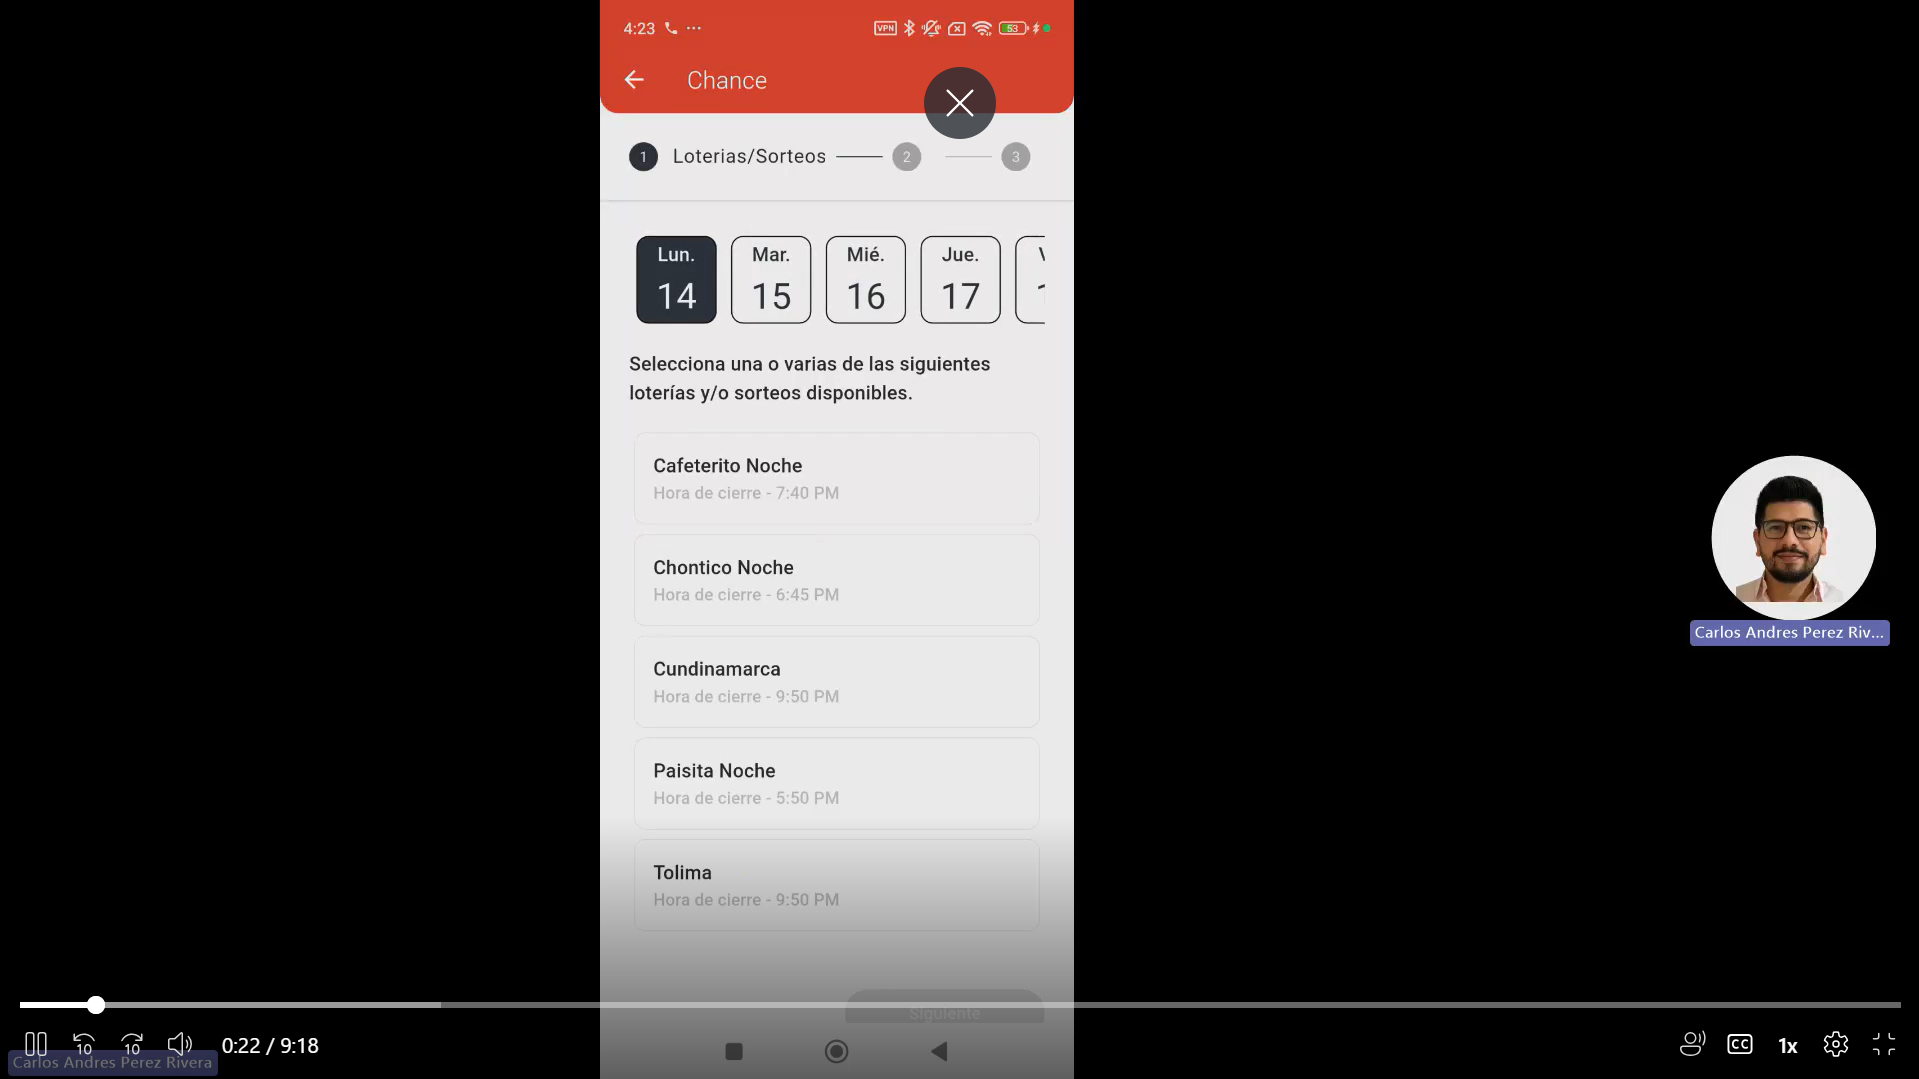 4:23
VPN
53
Chance
1 Loterias/Sorteos 2 3
Lun. Mar. Mié. Jue. V
14 15 16 17 1
Selecciona una o varias de las siguientes
loterías y/o sorteos disponibles.
Cafeterito Noche
Hora de cierre - 7:40 PM
Chontico Noche
Hora de cierre - 6:45 PM
Cundinamarca
Hora de cierre - 9:50 PM
Paisita Noche
Hora de cierre - 5:50 PM
Tolima
Hora de cierre - 9:50 PM
Siguiente
Carlos Andres Perez Riv...
10 10 0:22 / 9:18
CC 1x
Carlos Andres Perez Rivera